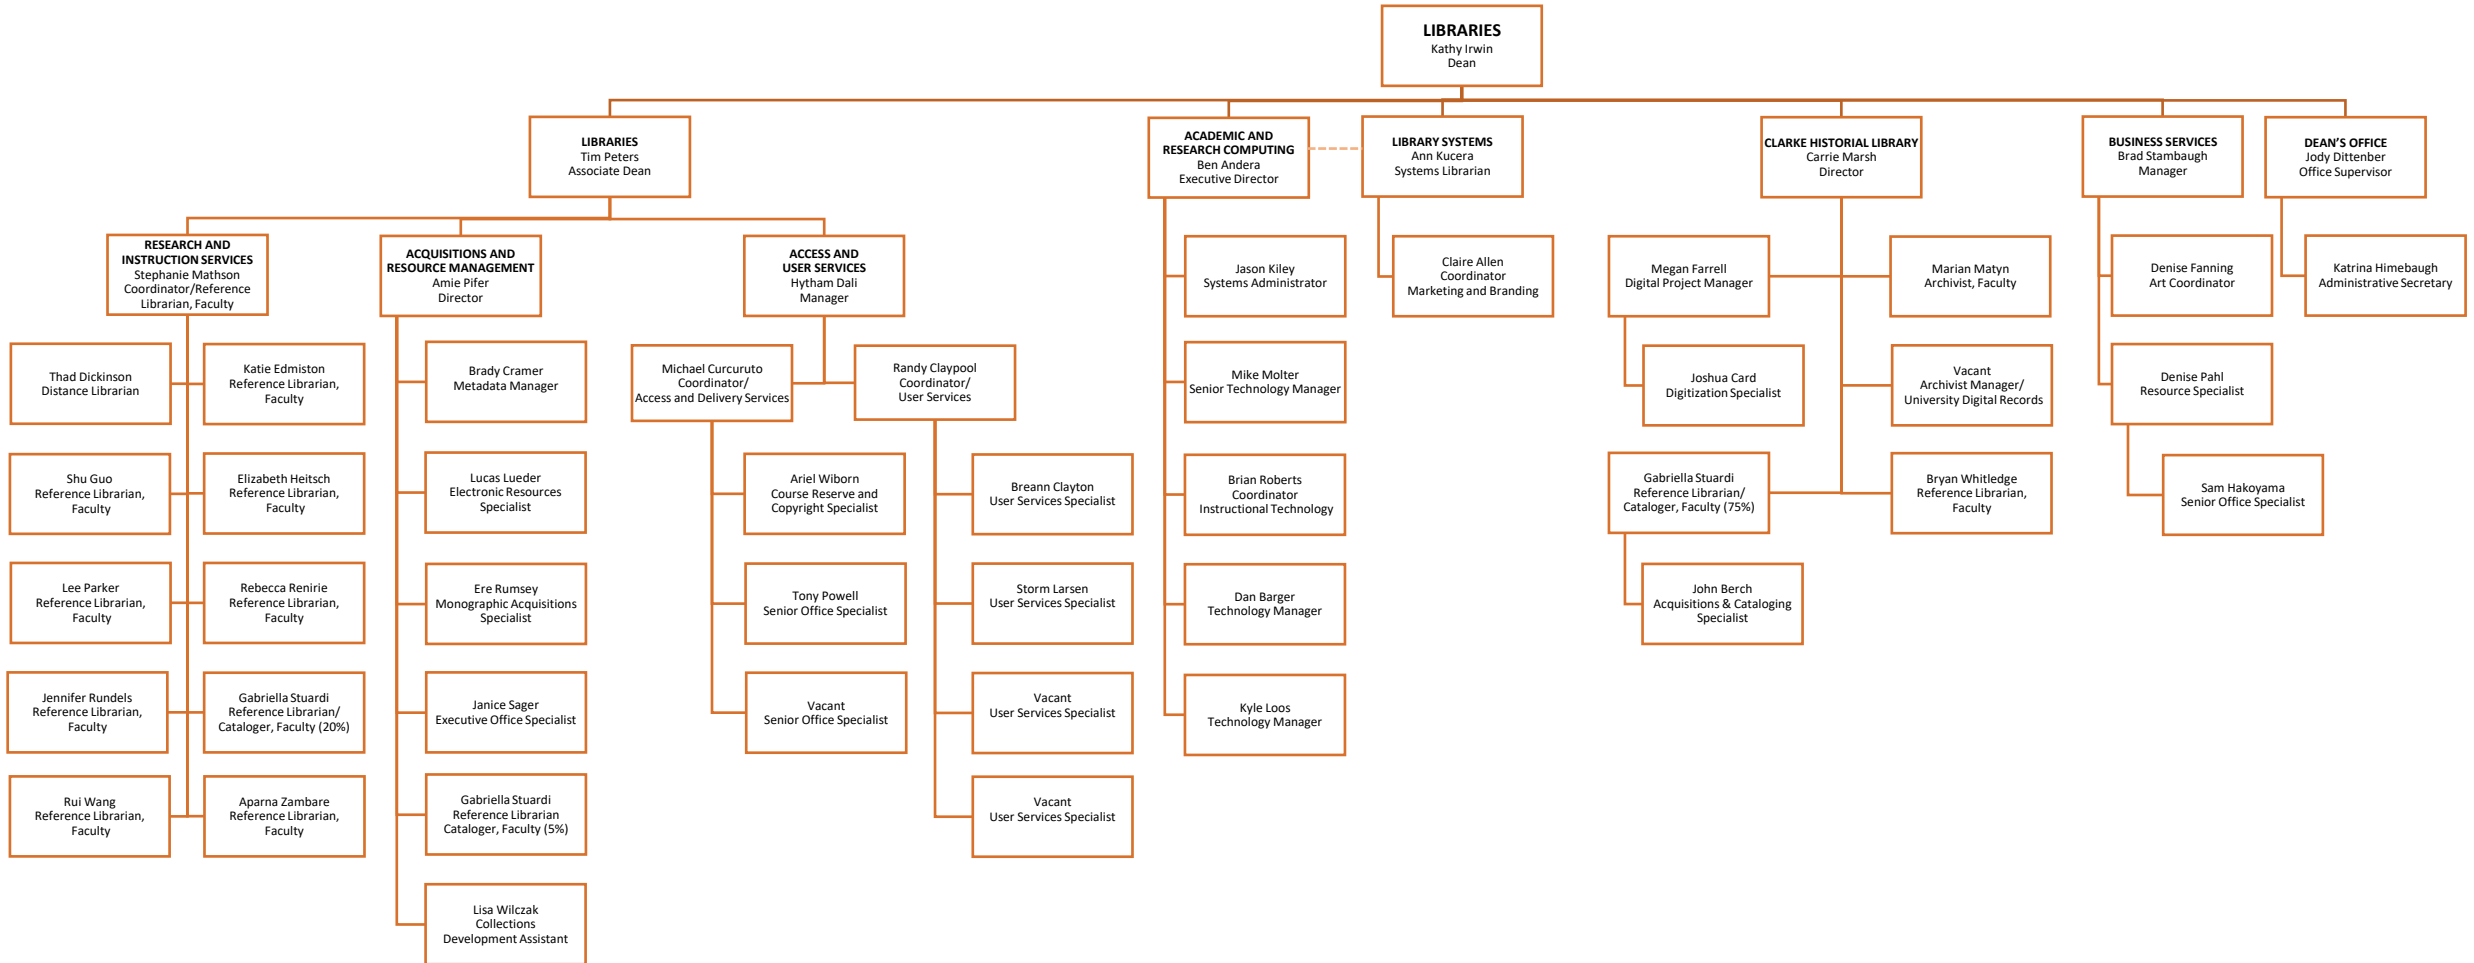 LIBRARIES
Kathy Irwin
Dean
LIBRARIES
Tim Peters
Associate Dean
ACADEMIC AND
RESEARCH COMPUTING
Ben Andera
Executive Director
LIBRARY SYSTEMS
Ann Kucera
Systems Librarian
CLARKE HISTORIAL LIBRARY
Carrie Marsh
Director
BUSINESS SERVICES
Brad Stambaugh
Manager
DEAN'S OFFICE
Jody Dittenber
Office Supervisor
RESEARCH AND
INSTRUCTION SERVICES
Stephanie Mathson
Coordinator/Reference
Librarian, Faculty
ACQUISITIONS AND
RESOURCE MANAGEMENT
Amie Pifer
Director
ACCESS AND
USER SERVICES
Hytham Dali
Manager
Jason Kiley
Systems Administrator
Claire Allen
Coordinator
Marketing and Branding
Megan Farrell
Digital Project Manager
Marian Matyn
Archivist, Faculty
Denise Fanning
Art Coordinator
Katrina Himebaugh
Administrative Secretary
Thad Dickinson
Distance Librarian
Katie Edmiston
Reference Librarian,
Faculty
Brady Cramer
Metadata Manager
Michael Curcuruto
Coordinator/
Access and Delivery Services
Randy Claypool
Coordinator/
User Services
Mike Molter
Senior Technology Manager
Joshua Card
Digitization Specialist
Vacant
Archivist Manager/
University Digital Records
Denise Pahl
Resource Specialist
Shu Guo
Reference Librarian,
Faculty
Elizabeth Heitsch
Reference Librarian,
Faculty
Lucas Lueder
Electronic Resources
Specialist
Ariel Wiborn
Course Reserve and
Copyright Specialist
Breann Clayton
User Services Specialist
Brian Roberts
Coordinator
Instructional Technology
Gabriella Stuardi
Reference Librarian/
Cataloger, Faculty (75%)
Bryan Whitledge
Reference Librarian,
Faculty
Sam Hakoyama
Senior Office Specialist
Lee Parker
Reference Librarian,
Faculty
Rebecca Renirie
Reference Librarian,
Faculty
Ere Rumsey
Monographic Acquisitions
Specialist
Tony Powell
Senior Office Specialist
Storm Larsen
User Services Specialist
Dan Barger
Technology Manager
John Berch
Acquisitions & Cataloging
Specialist
Jennifer Rundels
Reference Librarian,
Faculty
Gabriella Stuardi
Reference Librarian/
Cataloger, Faculty (20%)
Janice Sager
Executive Office Specialist
Vacant
Senior Office Specialist
Vacant
User Services Specialist
Kyle Loos
Technology Manager
Rui Wang
Reference Librarian,
Faculty
Aparna Zambare
Reference Librarian,
Faculty
Gabriella Stuardi
Reference Librarian
Cataloger, Faculty (5%)
Vacant
User Services Specialist
Lisa Wilczak
Collections
Development Assistant